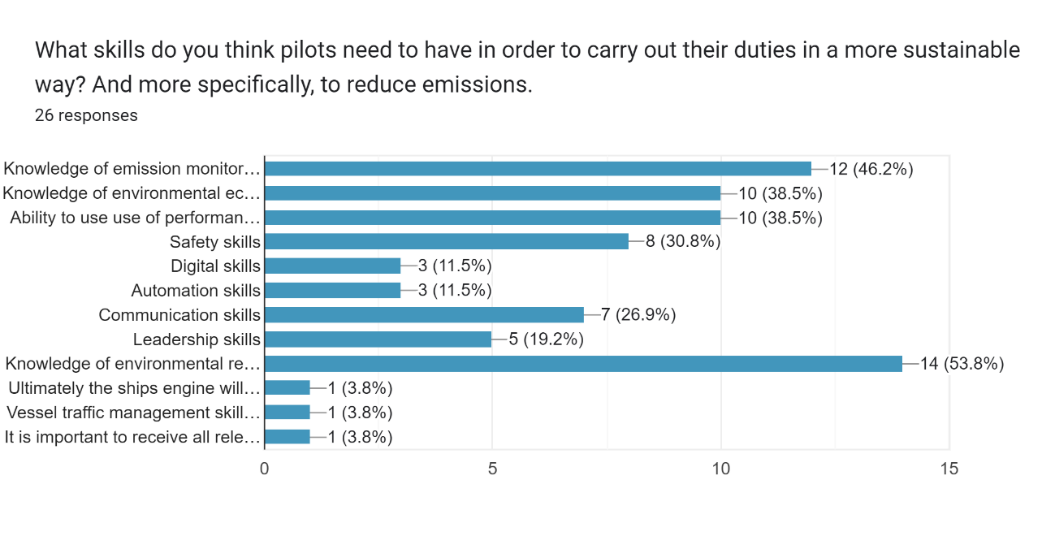 What skills do you think pilots need to have in order to carry out their duties in a more sustainable
way? And more specifically, to reduce emissions.
26 responses
Knowledge of emission monitor… 12 (46.2%)
Knowledge of environmental ec… 10 (38.5%)
Ability to use use of performan… 10 (38.5%)
Safety skills 8 (30.8%)
Digital skills 3 (11.5%)
Automation skills 3 (11.5%)
Communication skills 7 (26.9%)
Leadership skills 5 (19.2%)
Knowledge of environmental re… 14 (53.8%)
Ultimately the ships engine will… 1 (3.8%)
Vessel traffic management skill… 1 (3.8%)
It is important to receive all rele… 1 (3.8%)
0 5 10 15